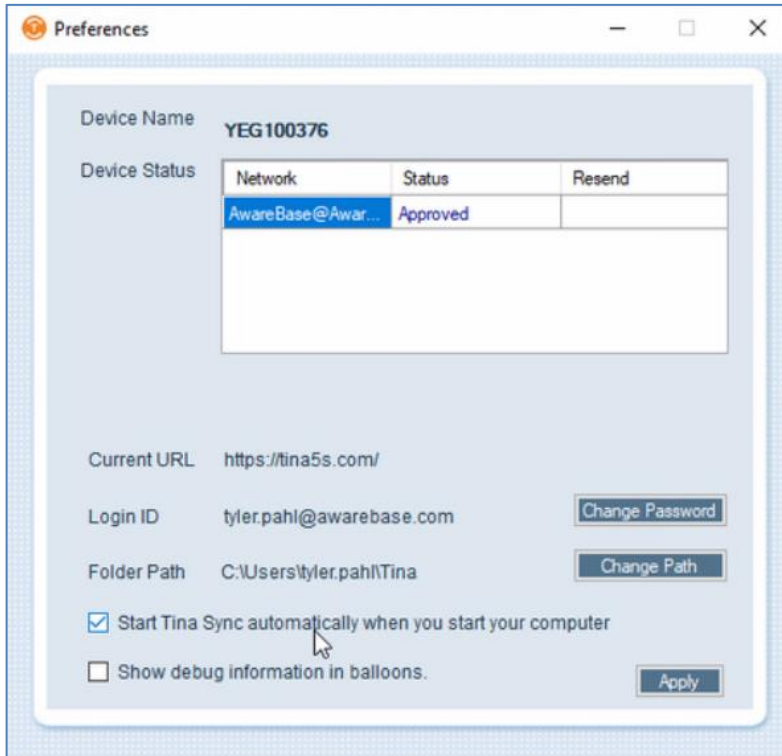 Preferences
Device Name YEG100376
Device Status
Network Status Resend
AwareBase@Awar... Approved
Current URL https://tina5s.com/
Login ID tyler.pahl@awarebase.com Change Password
Folder Path C:\Users\tyler.pahl\Tina Change Path
Start Tina Sync automatically when you start your computer
Show debug information in balloons.
Apply